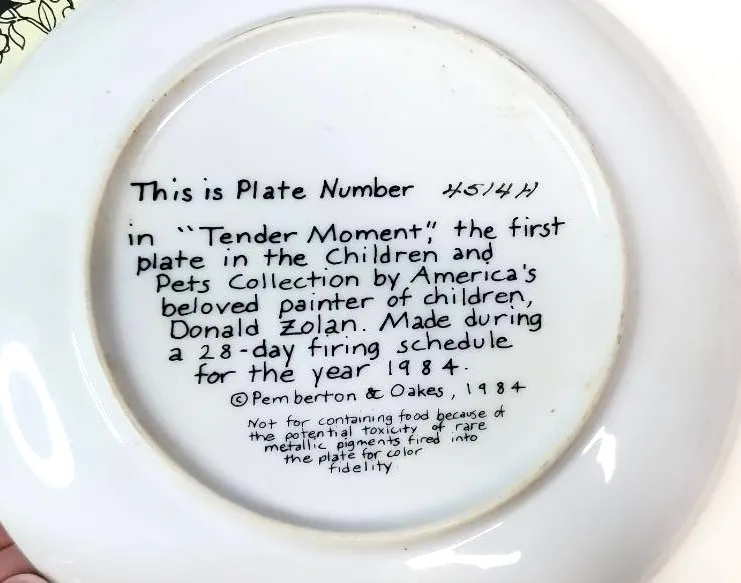 This is Plate Number 4514H
in "Tender Moment," the first
plate in the Children and
Pets Collection by America's
beloved painter of children,
Donald Zolan. Made during
a 28-day firing schedule
for the year 1984.
© Pemberton & Oakes, 1984
Not for containing food because of
the potential toxicity of rare
metallic pigments fired into
the plate for color
fidelity